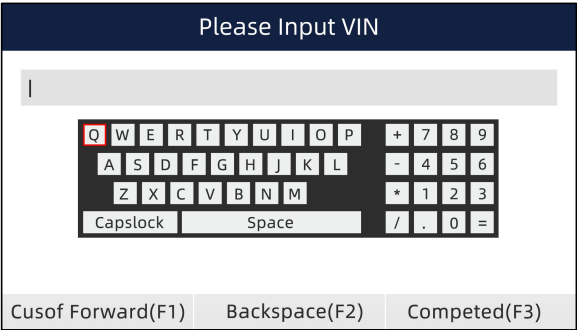 Please Input VIN
Q W E R T Y U I O P + 7 8 9
A S D F G H J K L - 4 5 6
Z X C V B N M * 1 2 3
Capslock Space / . 0 =
Cusof Forward(F1) Backspace(F2) Competed(F3)